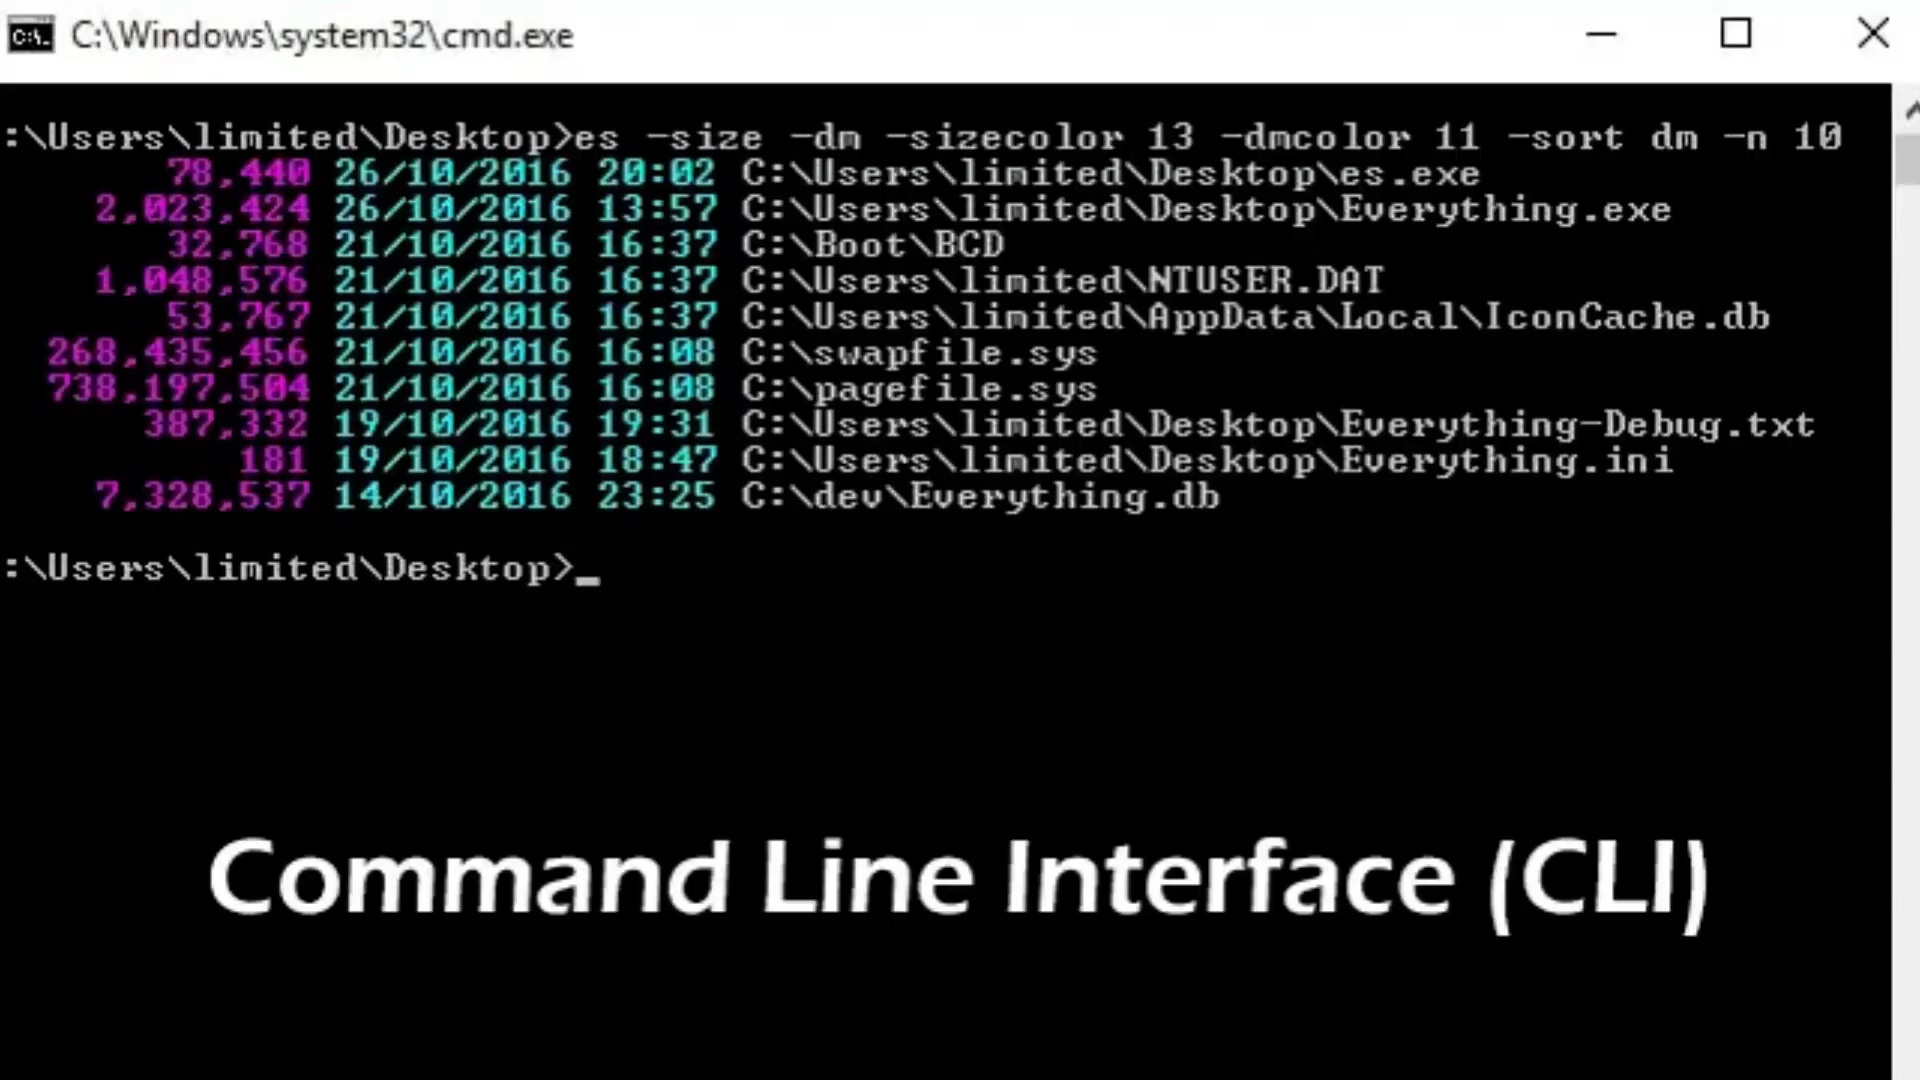 C:\Windows\system32\cmd.exe
:\Users\limited\Desktop>es -size -dm -sizecolor 13 -dmcolor 11 -sort dm -n 10
78,440 26/10/2016 20:02 C:\Users\limited\Desktop\es.exe
2,023,424 26/10/2016 13:57 C:\Users\limited\Desktop\Everything.exe
32,768 21/10/2016 16:37 C:\Boot\BCD
1,048,576 21/10/2016 16:37 C:\Users\limited\NTUSER.DAT
53,767 21/10/2016 16:37 C:\Users\limited\AppData\Local\IconCache.db
268,435,456 21/10/2016 16:08 C:\swapfile.sys
738,197,504 21/10/2016 16:08 C:\pagefile.sys
387,332 19/10/2016 19:31 C:\Users\limited\Desktop\Everything-Debug.txt
181 19/10/2016 18:47 C:\Users\limited\Desktop\Everything.ini
7,328,537 14/10/2016 23:25 C:\dev\Everything.db
:\Users\limited\Desktop>_
Command Line Interface (CLI)